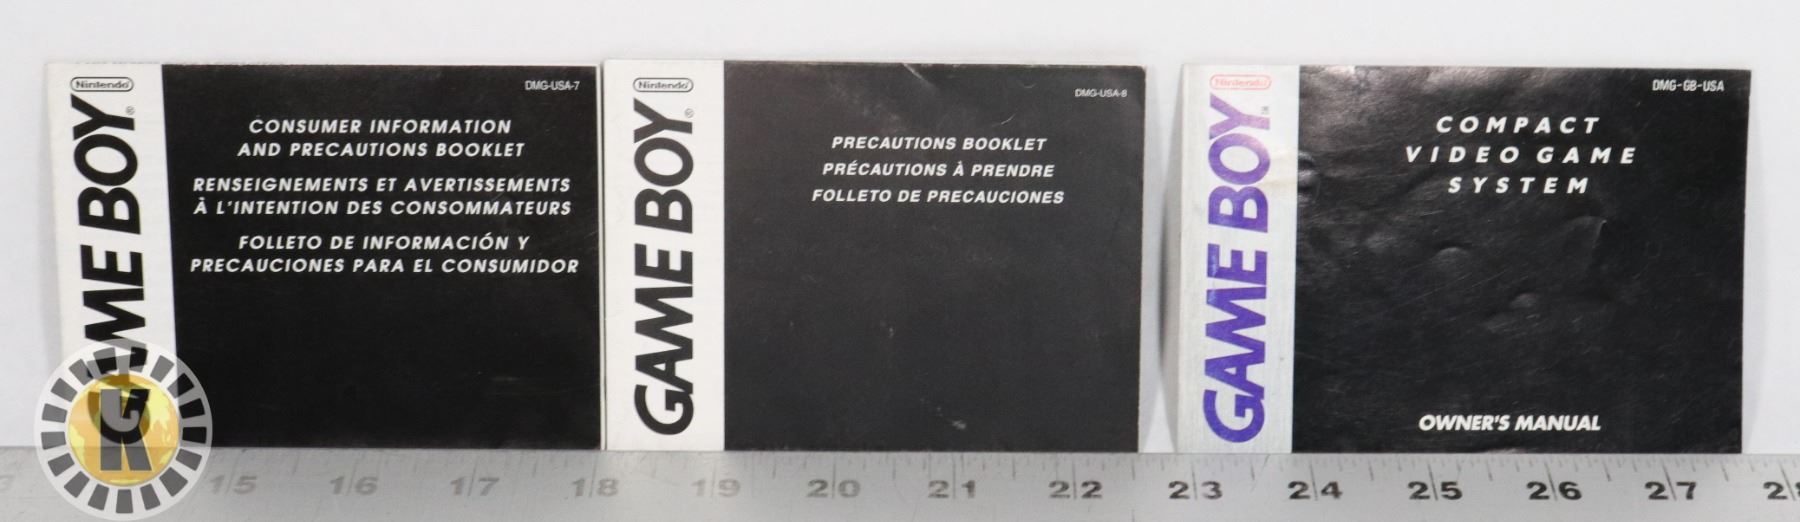 Nintendo
GAME BOY
DMG-USA-7
CONSUMER INFORMATION
AND PRECAUTIONS BOOKLET
RENSEIGNEMENTS ET AVERTISSEMENTS
À L'INTENTION DES CONSOMMATEURS
FOLLETO DE INFORMACIÓN Y
PRECAUCIONES PARA EL CONSUMIDOR
Nintendo
GAME BOY
DMG-USA-8
PRECAUTIONS BOOKLET
PRÉCAUTIONS À PRENDRE
FOLLETO DE PRECAUCIONES
Nintendo
GAME BOY
DMG-GB-USA
COMPACT
VIDEO GAME
SYSTEM
OWNER'S MANUAL
K
15 16 17 18 19 20 21 22 23 24 25 26 27 28